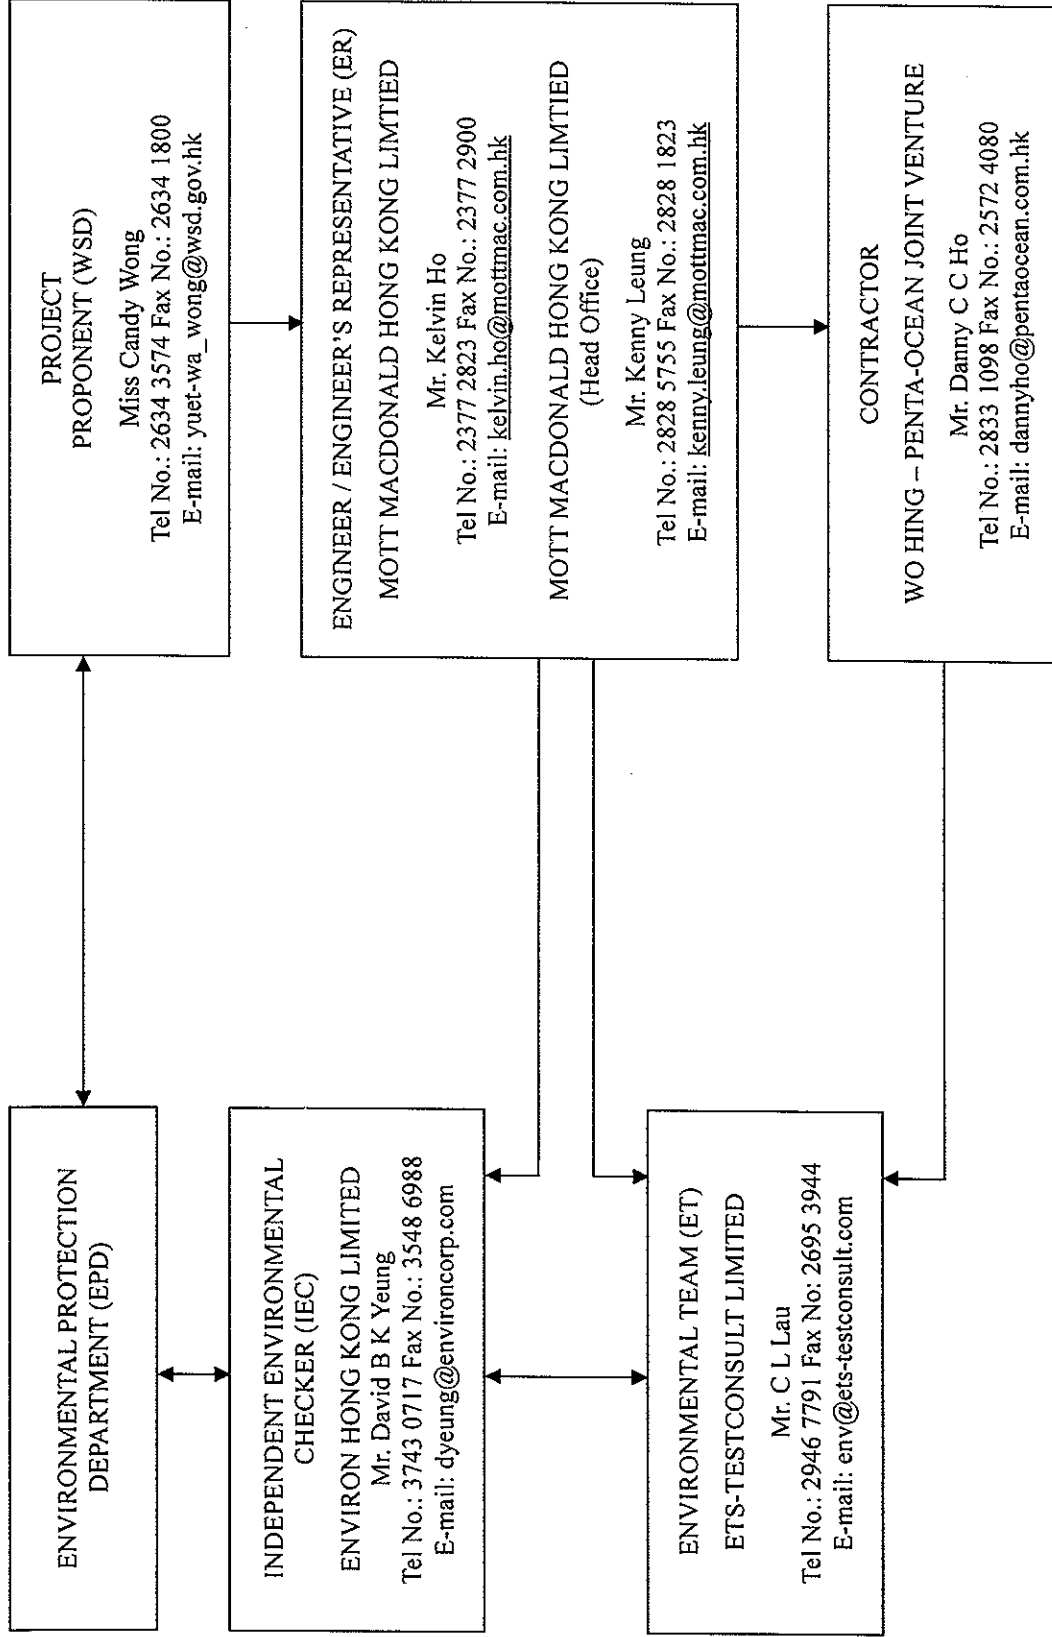 ENVIRONMENTAL PROTECTION
DEPARTMENT (EPD)
PROJECT
PROPONENT (WSD)
Miss Candy Wong
Tel No.: 2634 3574 Fax No.: 2634 1800
E-mail: yuet-wa_wong@wsd.gov.hk
INDEPENDENT ENVIRONMENTAL
CHECKER (IEC)
ENVIRON HONG KONG LIMITED
Mr. David B K Yeung
Tel No.: 3743 0717 Fax No.: 3548 6988
E-mail: dyeung@environcorp.com
ENGINEER / ENGINEER'S REPRESENTATIVE (ER)
MOTT MACDONALD HONG KONG LIMTIED
Mr. Kelvin Ho
Tel No.: 2377 2823 Fax No.: 2377 2900
E-mail: kelvin.ho@mottmac.com.hk
MOTT MACDONALD HONG KONG LIMTIED
(Head Office)
Mr. Kenny Leung
Tel No.: 2828 5755 Fax No.: 2828 1823
E-mail: kenny.leung@mottmac.com.hk
ENVIRONMENTAL TEAM (ET)
ETS-TESTCONSULT LIMITED
Mr. C L Lau
Tel No.: 2946 7791 Fax No: 2695 3944
E-mail: env@ets-testconsult.com
CONTRACTOR
WO HING – PENTA-OCEAN JOINT VENTURE
Mr. Danny C C Ho
Tel No.: 2833 1098 Fax No.: 2572 4080
E-mail: dannyho@pentaocean.com.hk